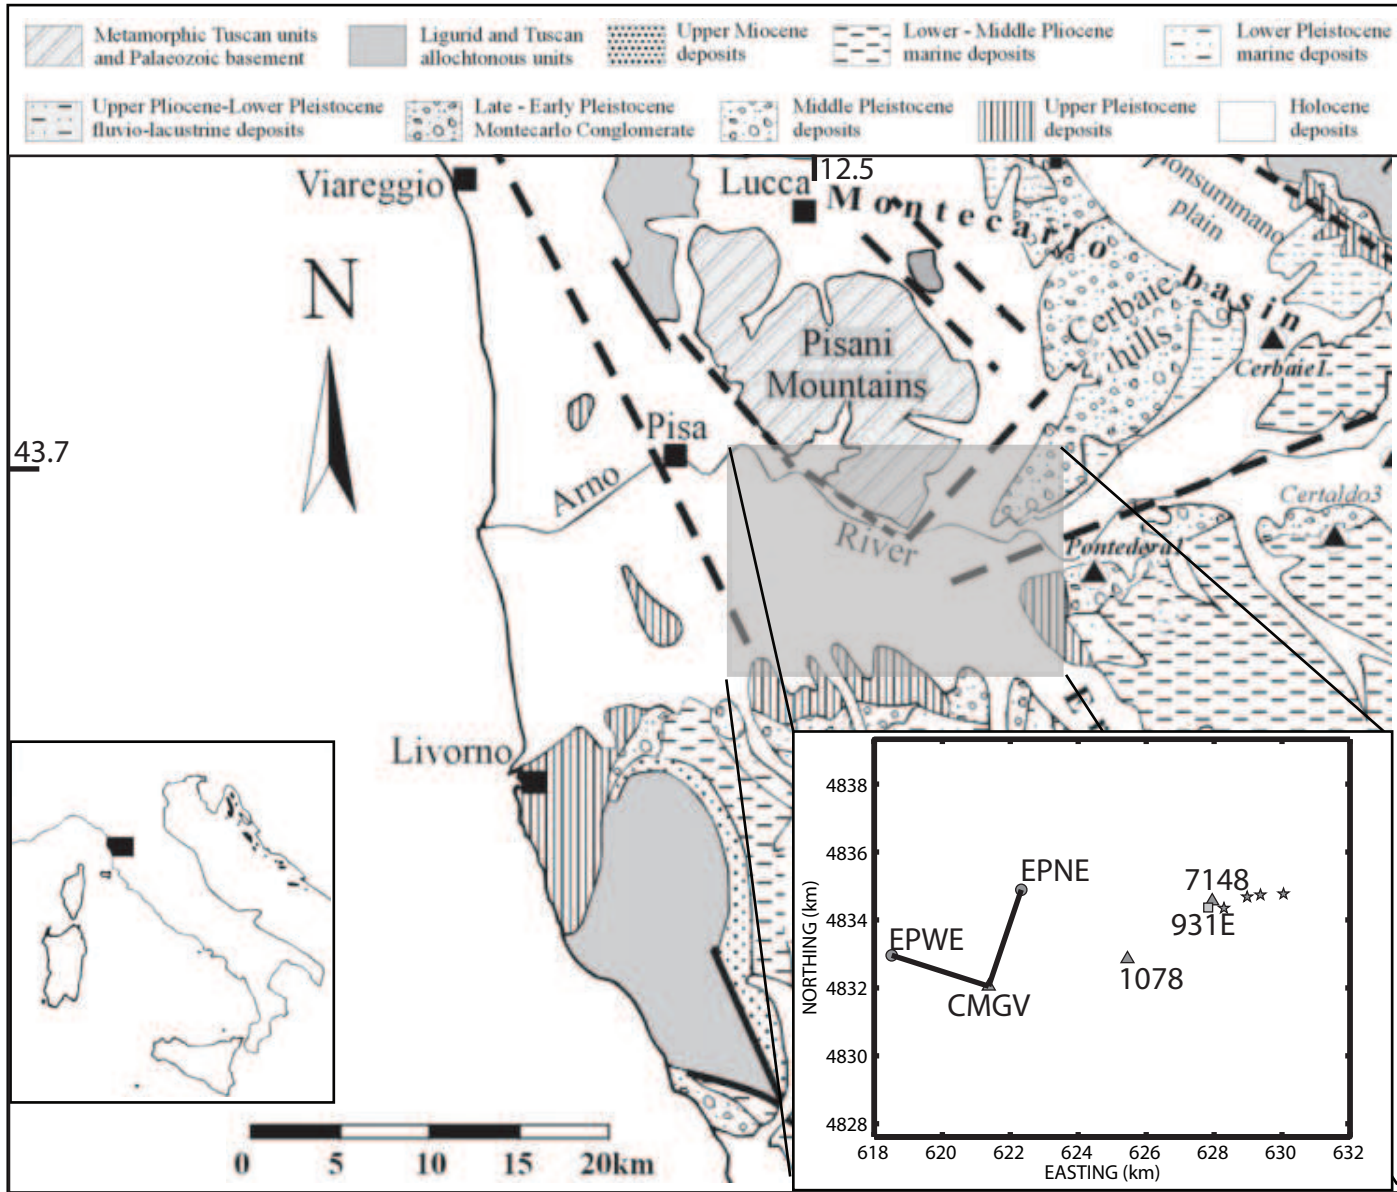 Metamorphic Tuscan units
and Palaeozoic basement
Ligurid and Tuscan
allochtonous units
Upper Miocene
deposits
Lower - Middle Pliocene
marine deposits
Lower Pleistocene
marine deposits
Upper Pliocene-Lower Pleistocene
fluvio-lacustrine deposits
Late - Early Pleistocene
Montecarlo Conglomerate
Middle Pleistocene
deposits
Upper Pleistocene
deposits
Holocene
deposits
12.5
Viareggio
Lucca
Montecarlo basin
plain
N
Cerbaie
hills
Pisani
Mountains
Cerbaie1
Pisa
43.7
Arno
River
Certaldo3
Pontedera1
Livorno
4838
4836
4834
4832
4830
4828
NORTHING (km)
EPNE
7148
931E
EPWE
1078
CMGV
618 620 622 624 626 628 630 632
EASTING (km)
0 5 10 15 20km